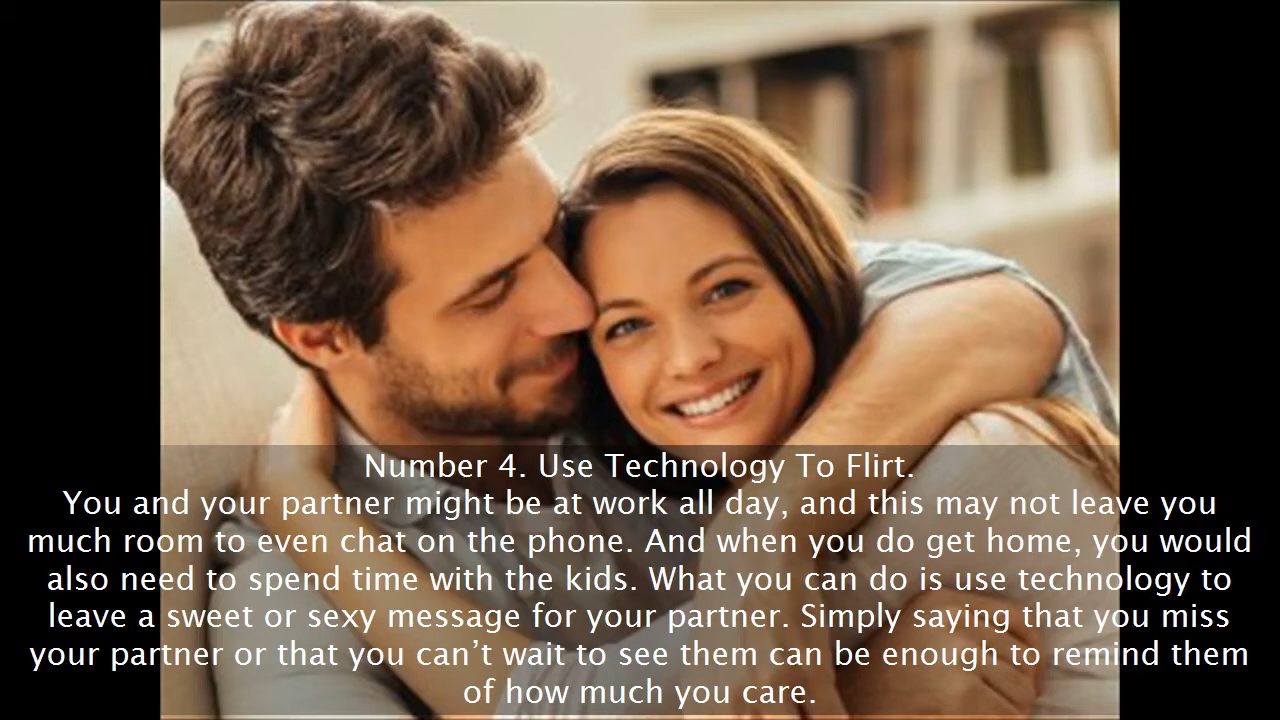 Number 4. Use Technology To Flirt.
You and your partner might be at work all day, and this may not leave you
much room to even chat on the phone. And when you do get home, you would
also need to spend time with the kids. What you can do is use technology to
leave a sweet or sexy message for your partner. Simply saying that you miss
your partner or that you can’t wait to see them can be enough to remind them
of how much you care.